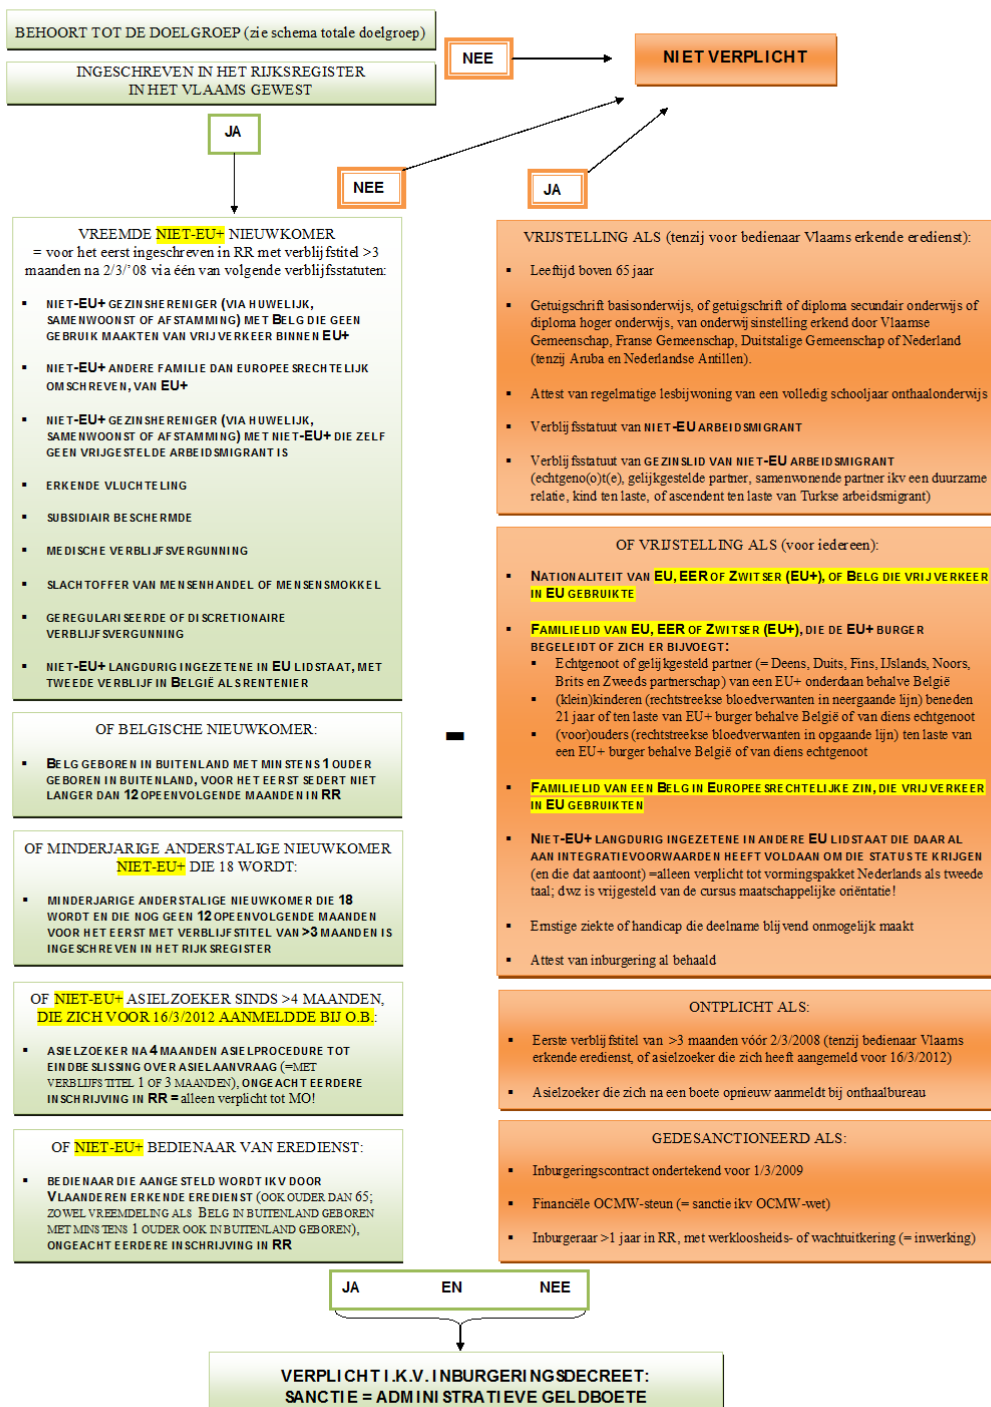 BEHOORT TOT DE DOELGROEP (zie schema totale doelgroep)
INGESCHREVEN IN HET RIJKSREGISTER
IN HET VLAAMS GEWEST
NEE
NIET VERPLICHT
JA
NEE
JA
VREEMDE NIET-EU+ NIEUWKOMER
= voor het eerst ingeschreven in RR met verblijfstitel >3
maanden na 2/3/’08 via één van volgende verblijfsstatuten:
▪ NIET-EU+ GEZINSHERENIGER (VIA HUWELIJK,
SAMENWOONST OF AFSTAMMING) MET BELG DIE GEEN
GEBRUIK MAAKTEN VAN VRIJ VERKEER BINNEN EU+
▪ NIET-EU+ ANDERE FAMILIE DAN EUROPEESRECHTELIJK
OMSCHREVEN, VAN EU+
▪ NIET-EU+ GEZINSHERENIGER (VIA HUWELIJK,
SAMENWOONST OF AFSTAMMING) MET NIET-EU+ DIE ZELF
GEEN VRIJGESTELDE ARBEIDSMIGRANT IS
▪ ERKENDE VLUCHTELING
▪ SUBSIDIAIR BESCHERMDE
▪ MEDISCHE VERBLIJFSVERGUNNING
▪ SLACHTOFFER VAN MENSENHANDEL OF MENSENSMOKKEL
▪ GEREGULARISEERDE OF DISCRETIONAIRE
VERBLIJFSVERGUNNING
▪ NIET-EU+ LANGDURIG INGEZETENE IN EU LIDSTAAT, MET
TWEEDE VERBLIJF IN BELGIË ALS RENTENIER
OF BELGISCHE NIEUWKOMER:
▪ BELG GEBOREN IN BUITENLAND MET MINSTENS 1 OUDER
GEBOREN IN BUITENLAND, VOOR HET EERST SEDERT NIET
LANGER DAN 12 OPEENVOLGENDE MAANDEN IN RR
OF MINDERJARIGE ANDERSTALIGE NIEUWKOMER
NIET-EU+ DIE 18 WORDT:
▪ MINDERJARIGE ANDERSTALIGE NIEUWKOMER DIE 18
WORDT EN DIE NOG GEEN 12 OPEENVOLGENDE MAANDEN
VOOR HET EERST MET VERBLIJFSTITEL VAN >3 MAANDEN IS
INGESCHREVEN IN HET RIJKSREGISTER
OF NIET-EU+ ASIELZOEKER SINDS >4 MAANDEN,
DIE ZICH VOOR 16/3/2012 AANMELDDE BIJ O.B.:
▪ ASIELZOEKER NA 4 MAANDEN ASIELPROCEDURE TOT
EINDBESLISSING OVER ASIELAANVRAAG (=MET
VERBLIJFSTITEL 1 OF 3 MAANDEN), ONGEACHT EERDERE
INSCHRIJVING IN RR = ALLEEN VERPLICHT TOT MO!
OF NIET-EU+ BEDIENAAR VAN EREDIENST:
▪ BEDIENAAR DIE AANGESTELD WORDT IKV DOOR
VLAANDEREN ERKENDE EREDIENST (OOK OUDER DAN 65;
ZOWEL VREEMDELING ALS BELG IN BUITENLAND GEBOREN
MET MINSTENS 1 OUDER OOK IN BUITENLAND GEBOREN),
ONGEACHT EERDERE INSCHRIJVING IN RR
-
VRIJSTELLING ALS (tenzij voor bedienaar Vlaams erkende eredienst):
▪ Leeftijd boven 65 jaar
▪ Getuigschrift basisonderwijs, of getuigschrift of diploma secundair onderwijs of
diploma hoger onderwijs, van onderwijsinstelling erkend door Vlaamse
Gemeenschap, Franse Gemeenschap, Duitstalige Gemeenschap of Nederland
(tenzij Aruba en Nederlandse Antillen).
▪ Attest van regelmatige lesbijwoning van een volledig schooljaar onthaalonderwijs
▪ Verblijfsstatuut van NIET-EU ARBEIDSMIGRANT
▪ Verblijfsstatuut van GEZINSLID VAN NIET-EU ARBEIDSMIGRANT
(echtgeno(o)t(e), gelijkgestelde partner, samenwonende partner ikv een duurzame
relatie, kind ten laste, of ascendent ten laste van Turkse arbeidsmigrant)
OF VRIJSTELLING ALS (voor iedereen):
▪ NATIONALITEIT VAN EU, EER OF ZWITSER (EU+), OF BELG DIE VRIJ VERKEER
IN EU GEBRUIKTE
▪ FAMILIELID VAN EU, EER OF ZWITSER (EU+), DIE DE EU+ BURGER
BEGELEIDT OF ZICH ER BIJVOEGT:
▪ Echtgenoot of gelijkgesteld partner (= Deens, Duits, Fins, IJslands, Noors,
Brits en Zweeds partnerschap) van een EU+ onderdaan behalve België
▪ (klein)kinderen (rechtstreekse bloedverwanten in neergaande lijn) beneden
21 jaar of ten laste van EU+ burger behalve België of van diens echtgenoot
▪ (voor)ouders (rechtstreekse bloedverwanten in opgaande lijn) ten laste van
een EU+ burger behalve België of van diens echtgenoot
▪ FAMILIELID VAN EEN BELG IN EUROPEESRECHTELIJKE ZIN, DIE VRIJ VERKEER
IN EU GEBRUIKTEN
▪ NIET-EU+ LANGDURIG INGEZETENE IN ANDERE EU LIDSTAAT DIE DAAR AL
AAN INTEGRATIEVOORWAARDEN HEEFT VOLDAAN OM DIE STATUS TE KRIJGEN
(en die dat aantoont) =alleen verplicht tot vormingspakket Nederlands als tweede
taal; dwz is vrijgesteld van de cursus maatschappelijke oriëntatie!
▪ Ernstige ziekte of handicap die deelname blijvend onmogelijk maakt
▪ Attest van inburgering al behaald
ONTPLICHT ALS:
▪ Eerste verblijfstitel van >3 maanden vóór 2/3/2008 (tenzij bedienaar Vlaams
erkende eredienst, of asielzoeker die zich heeft aangemeld voor 16/3/2012)
▪ Asielzoeker die zich na een boete opnieuw aanmeldt bij onthaalbureau
GEDESANCTIONEERD ALS:
▪ Inburgeringscontract ondertekend voor 1/3/2009
▪ Financiële OCMW-steun (= sanctie ikv OCMW-wet)
▪ Inburgeraar >1 jaar in RR, met werkloosheids- of wachtuitkering (= inwerking)
JA EN NEE
VERPLICHT I.K.V. INBURGERINGSDECREET:
SANCTIE = ADMINISTRATIEVE GELDBOETE